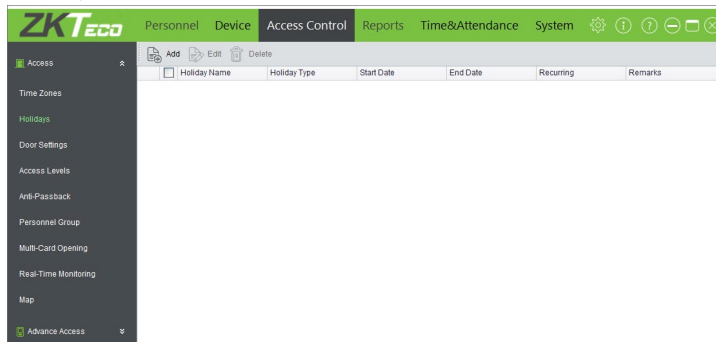 ZKTECO Personnel Device Access Control Reports Time&Attendance System
Access
Add Edit Delete
Holiday Name Holiday Type Start Date End Date Recurring Remarks
Time Zones
Holidays
Door Settings
Access Levels
Anti-Passback
Personnel Group
Multi-Card Opening
Real-Time Monitoring
Map
Advance Access